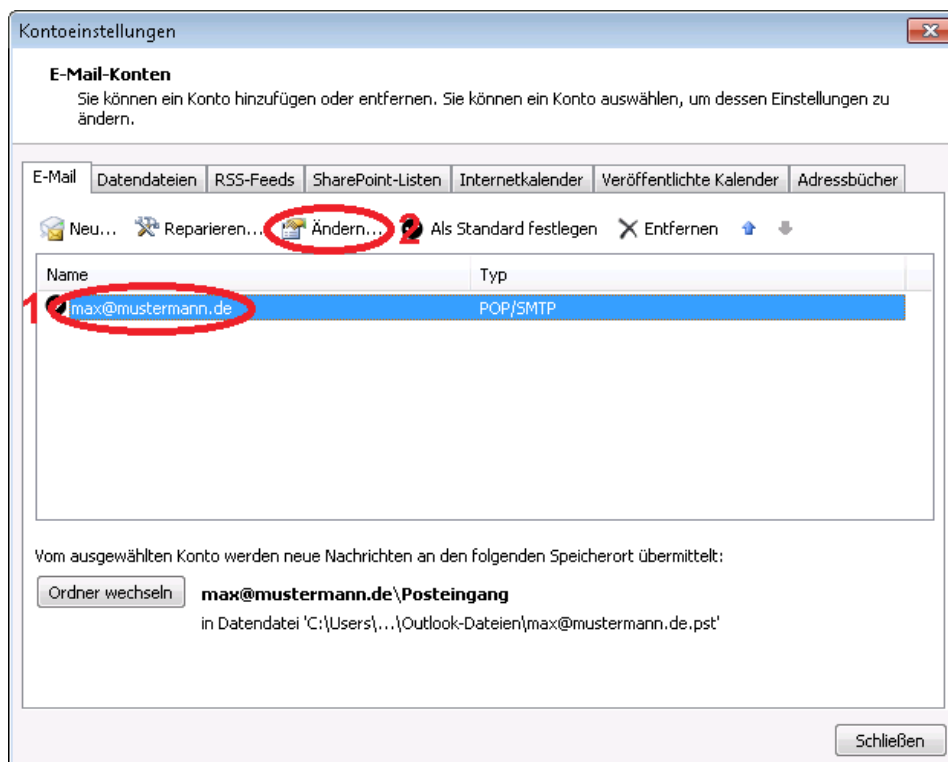 Kontoeinstellungen
E-Mail-Konten
Sie können ein Konto hinzufügen oder entfernen. Sie können ein Konto auswählen, um dessen Einstellungen zu
ändern.
E-Mail Datendateien RSS-Feeds SharePoint-Listen Internetkalender Veröffentlichte Kalender Adressbücher
Neu... Reparieren... Ändern... 2 Als Standard festlegen Entfernen
Name Typ
1 max@mustermann.de POP/SMTP
Vom ausgewählten Konto werden neue Nachrichten an den folgenden Speicherort übermittelt:
Ordner wechseln max@mustermann.de\Posteingang
in Datendatei 'C:\Users\...\Outlook-Dateien\max@mustermann.de.pst'
Schließen